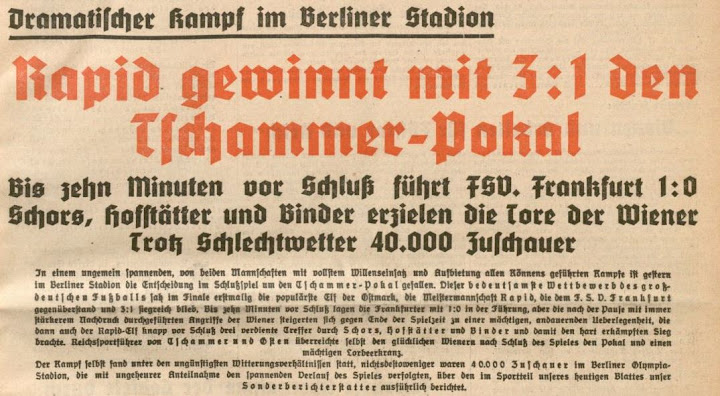 Dramatischer Kampf im Berliner Stadion
Rapid gewinnt mit 3:1 den
Tschammer-Pokal
Bis zehn Minuten vor Schluß führt FSV. Frankfurt 1:0
Schors, Hofstätter und Binder erzielen die Tore der Wiener
Trotz Schlechtwetter 40.000 Zuschauer
In einem ungemein spannenden, von beiden Mannschaften mit vollstem Willenseinsatz und Aufbietung allen Könnens geführten Kampfe ist gestern
im Berliner Stadion die Entscheidung im Schlußspiel um den Tschammer-Pokal gefallen. Dieser bedeutsamste Wettbewerb des groß-
deutschen Fußballs sah im Finale erstmalig die populärste Elf der Ostmark, die Meistermannschaft Rapid, die dem F. S. V. Frankfurt
gegenüberstand und 3:1 siegreich blieb. Bis zehn Minuten vor Schluß lagen die Frankfurter mit 1:0 in der Führung, aber die nach der Pause mit immer
stärkerem Nachdruck durchgeführten Angriffe der Wiener steigerten sich gegen Ende der Spielzeit zu einer mächtigen, andauernden Ueberlegenheit, die
dann auch der Rapid-Elf knapp vor Schluß drei verdiente Treffer durch Schors, Hofstätter und Binder und damit den hart erkämpften Sieg
brachte. Reichssportführer von Tschammer und Osten überreichte selbst den glücklichen Wienern nach Schluß des Spieles den Pokal und einen
mächtigen Lorbeerkranz.
Der Kampf selbst fand unter den ungünstigsten Witterungsverhältnissen statt, nichtsdestoweniger waren 40.000 Zuschauer im Berliner Olympia-
Stadion, die mit ungeheurer Anteilnahme den spannenden Verlauf des Spieles verfolgten, über den im Sportteil unseres heutigen Blattes unser
Sonderberichterstatter ausführlich berichtet.